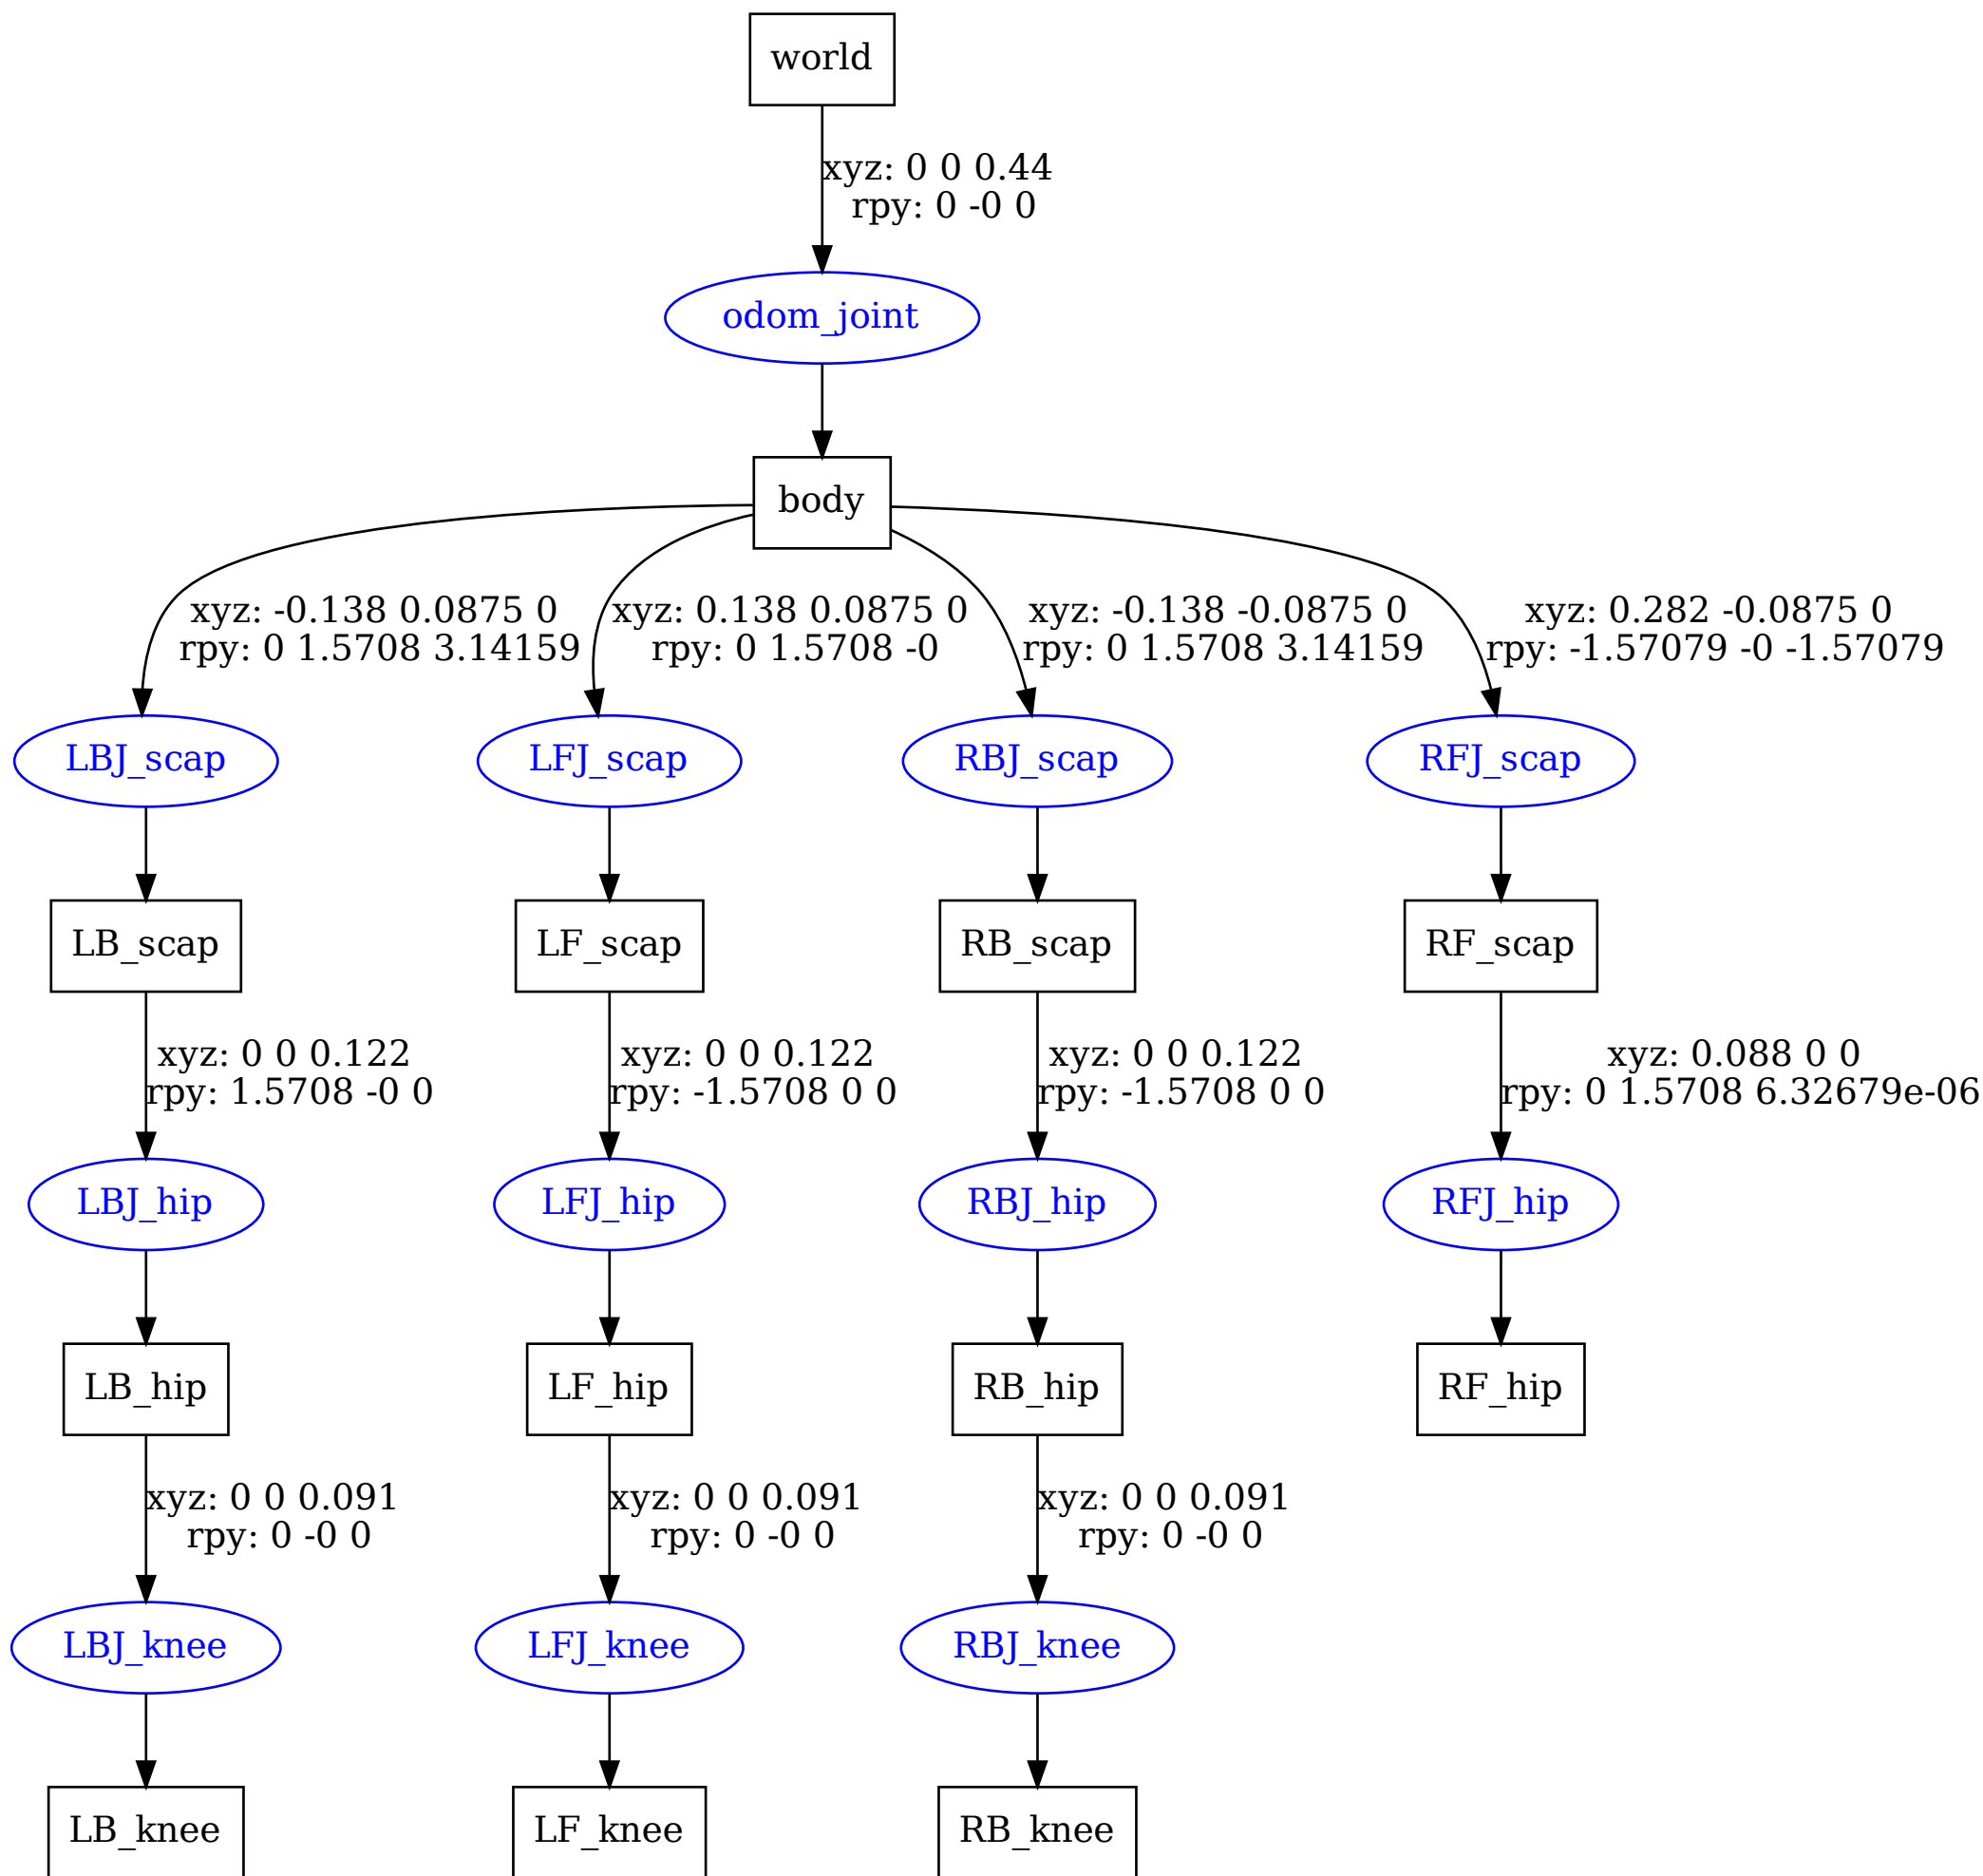 world
xyz: 0 0 0.44
rpy: 0 -0 0
odom_joint
body
xyz: -0.138 0.0875 0
rpy: 0 1.5708 3.14159
xyz: 0.138 0.0875 0
rpy: 0 1.5708 -0
xyz: -0.138 -0.0875 0
rpy: 0 1.5708 3.14159
xyz: 0.282 -0.0875 0
rpy: -1.57079 -0 -1.57079
LBJ_scap
LFJ_scap
RBJ_scap
RFJ_scap
LB_scap
LF_scap
RB_scap
RF_scap
xyz: 0 0 0.122
rpy: 1.5708 -0 0
xyz: 0 0 0.122
rpy: -1.5708 0 0
xyz: 0 0 0.122
rpy: -1.5708 0 0
xyz: 0.088 0 0
rpy: 0 1.5708 6.32679e-06
LBJ_hip
LFJ_hip
RBJ_hip
RFJ_hip
LB_hip
LF_hip
RB_hip
RF_hip
xyz: 0 0 0.091
rpy: 0 -0 0
xyz: 0 0 0.091
rpy: 0 -0 0
xyz: 0 0 0.091
rpy: 0 -0 0
LBJ_knee
LFJ_knee
RBJ_knee
LB_knee
LF_knee
RB_knee